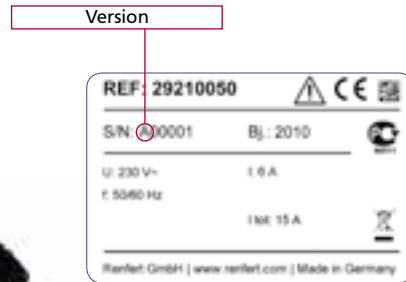 Version
REF: 29210050
S/N: A00001 Bj.: 2010
U: 230 V~ I: 6 A
f: 50/60 Hz
I tot: 15 A
Renfert GmbH | www.renfert.com | Made in Germany